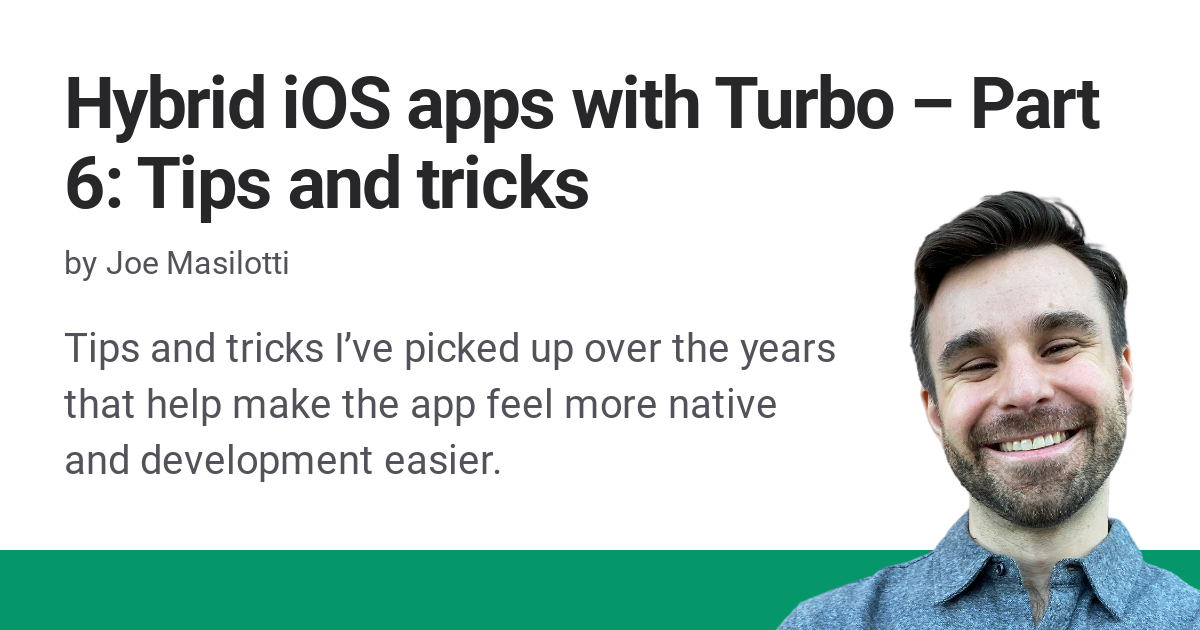 Hybrid iOS apps with Turbo – Part
6: Tips and tricks
by Joe Masilotti
Tips and tricks I’ve picked up over the years
that help make the app feel more native
and development easier.